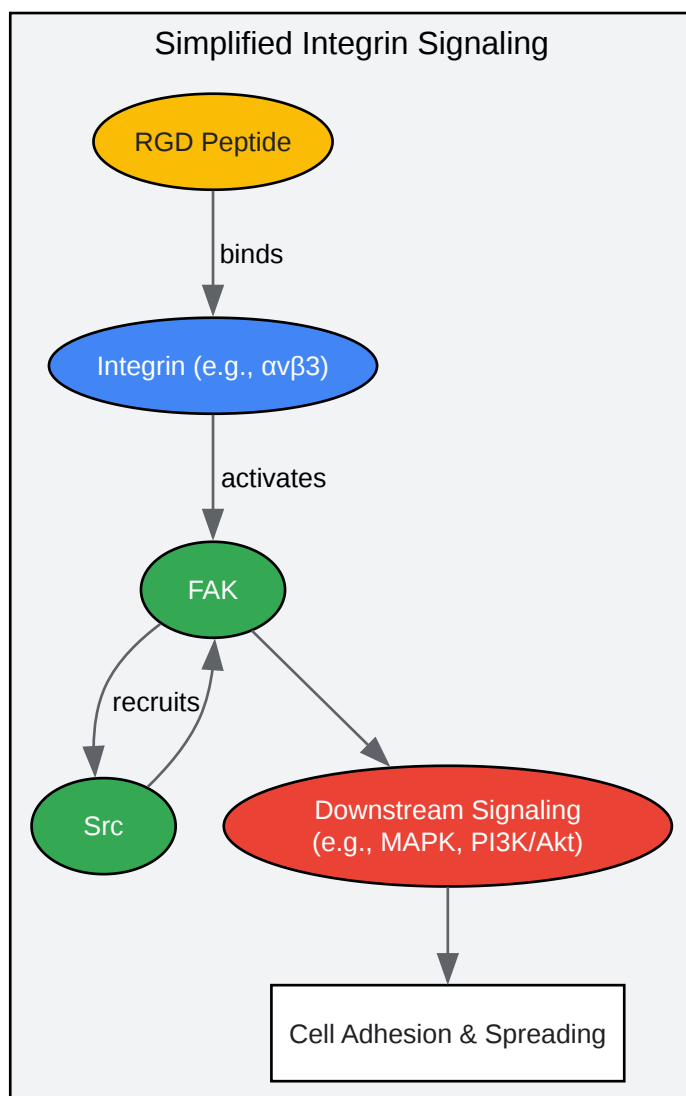 Simplified Integrin Signaling
RGD Peptide
binds
Integrin (e.g., αvβ3)
activates
FAK
recruits
Src
Downstream Signaling
(e.g., MAPK, PI3K/Akt)
Cell Adhesion & Spreading